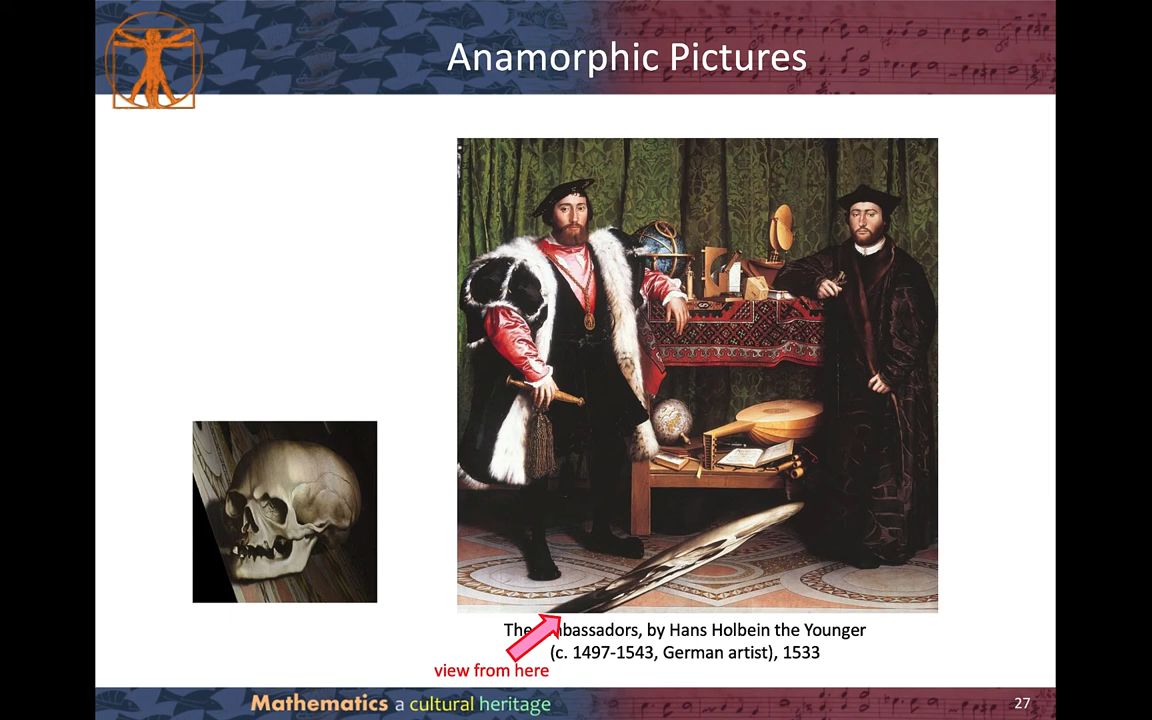 Anamorphic Pictures
The Ambassadors, by Hans Holbein the Younger
(c. 1497-1543, German artist), 1533
view from here
Mathematics a cultural heritage
27